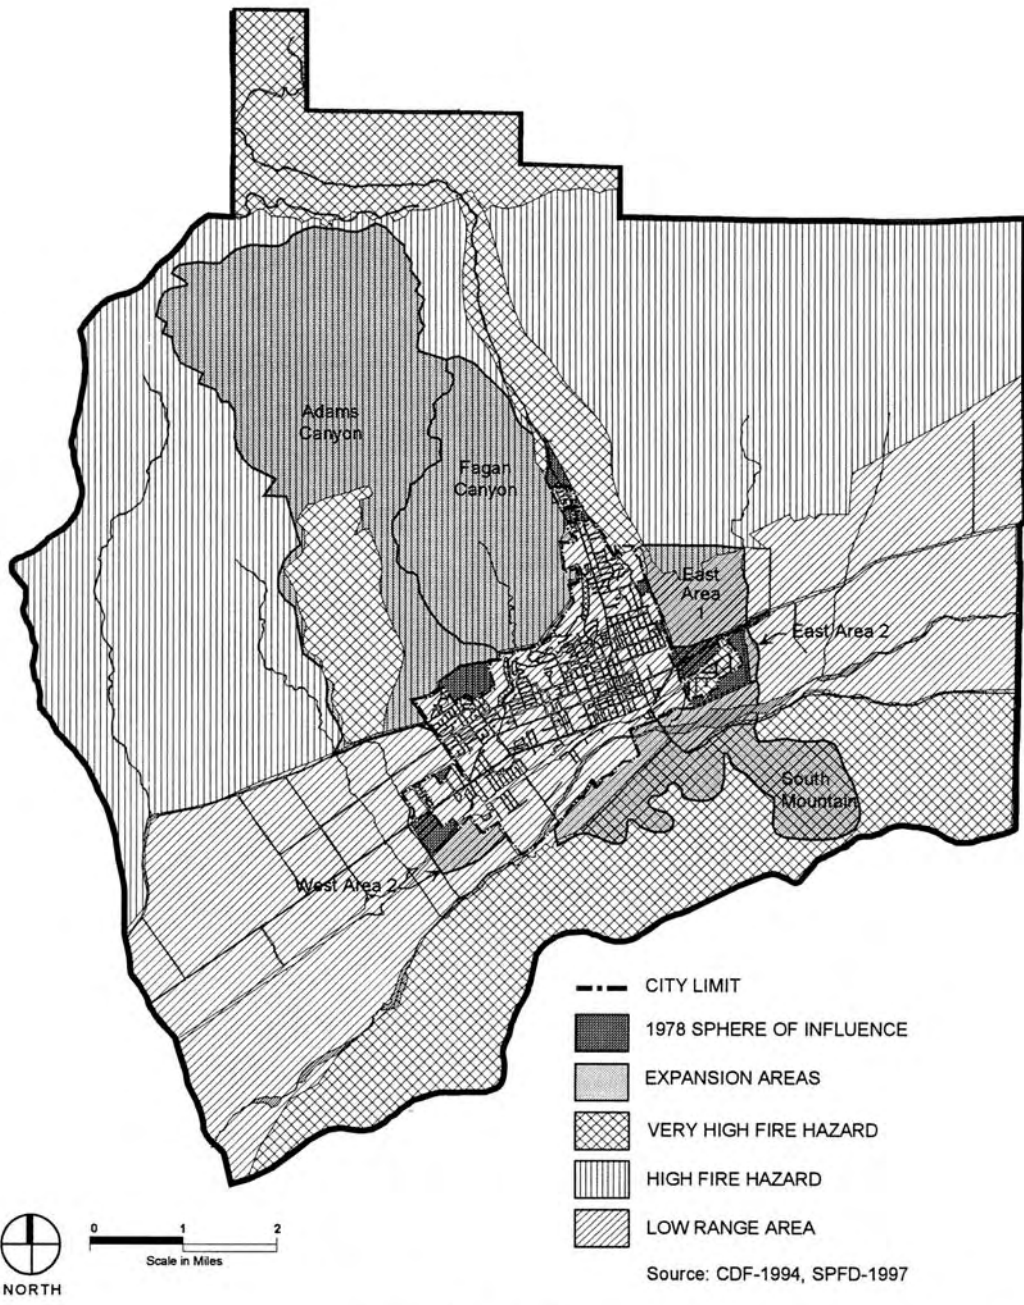 Adams
Canyon
Fagan
Canyon
East
Area
1
East Area 2
South
Mountain
West Area 2
CITY LIMIT
1978 SPHERE OF INFLUENCE
EXPANSION AREAS
VERY HIGH FIRE HAZARD
HIGH FIRE HAZARD
LOW RANGE AREA
Source: CDF-1994, SPFD-1997
0 1 2
Scale in Miles
NORTH